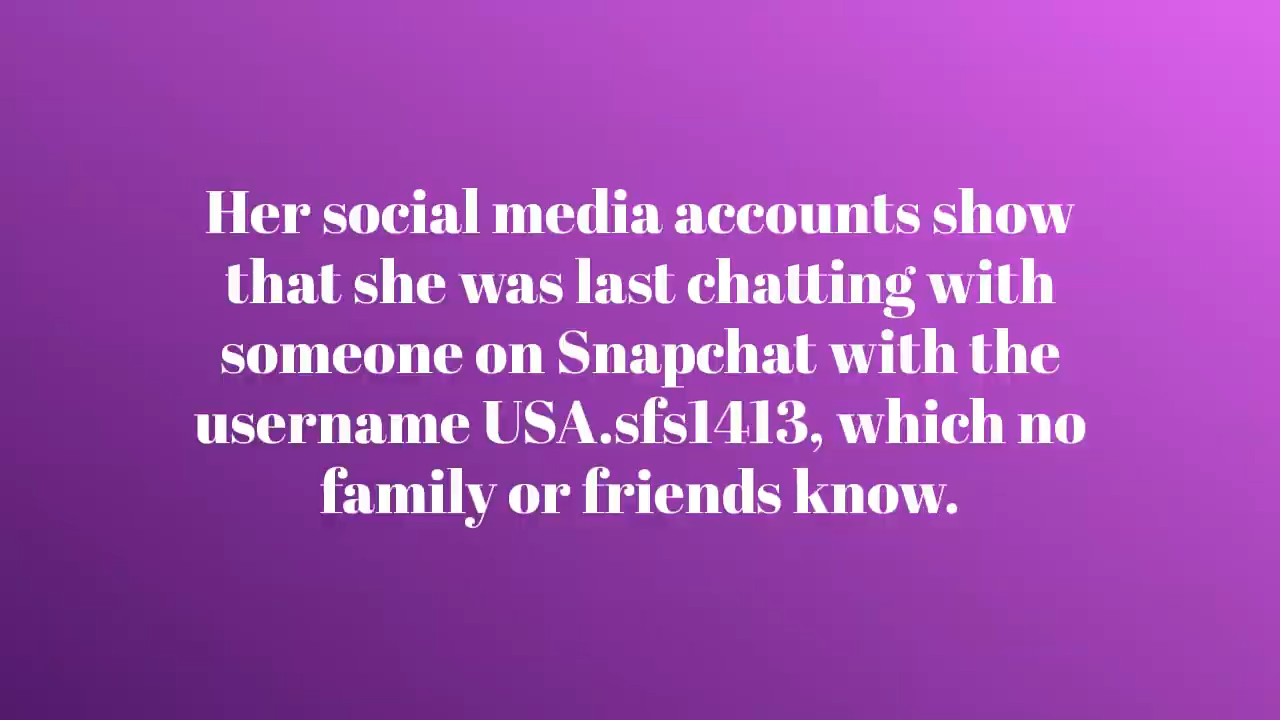 Her social media accounts show
that she was last chatting with
someone on Snapchat with the
username USA.sfs1413, which no
family or friends know.